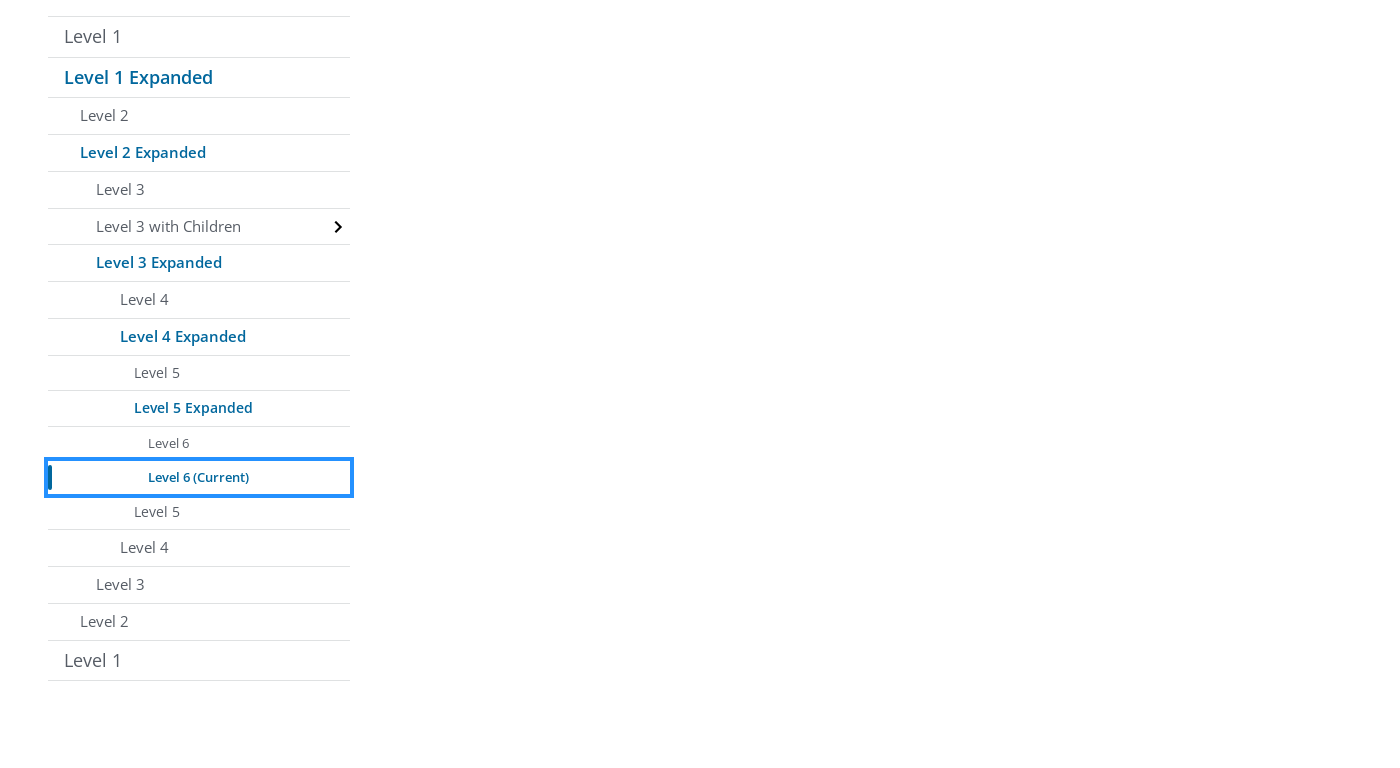 Level 1
Level 1 Expanded
Level 2
Level 2 Expanded
Level 3
Level 3 with Children
Level 3 Expanded
Level 4
Level 4 Expanded
Level 5
Level 5 Expanded
Level 6
Level 6 (Current)
Level 5
Level 4
Level 3
Level 2
Level 1